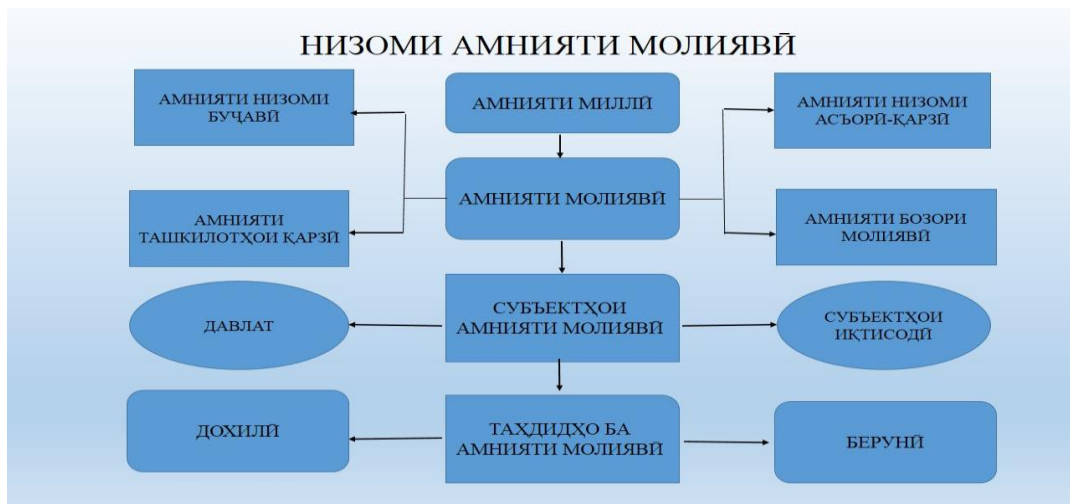 НИЗОМИ АМНИЯТИ МОЛИЯВӢ
АМНИЯТИ НИЗОМИ
БУҶАВӢ
АМНИЯТИ МИЛЛӢ
АМНИЯТИ НИЗОМИ
АСЪОРӢ-ҚАРЗӢ
АМНИЯТИ МОЛИЯВӢ
АМНИЯТИ
ТАШКИЛОТҲОИ ҚАРЗӢ
АМНИЯТИ БОЗОРИ
МОЛИЯВӢ
СУБЪЕКТҲОИ
АМНИЯТИ МОЛИЯВӢ
ДАВЛАТ
СУБЪЕКТҲОИ
ИҚТИСОДӢ
ДОХИЛӢ
ТАҲДИДҲО БА
АМНИЯТИ МОЛИЯВӢ
БЕРУНӢ